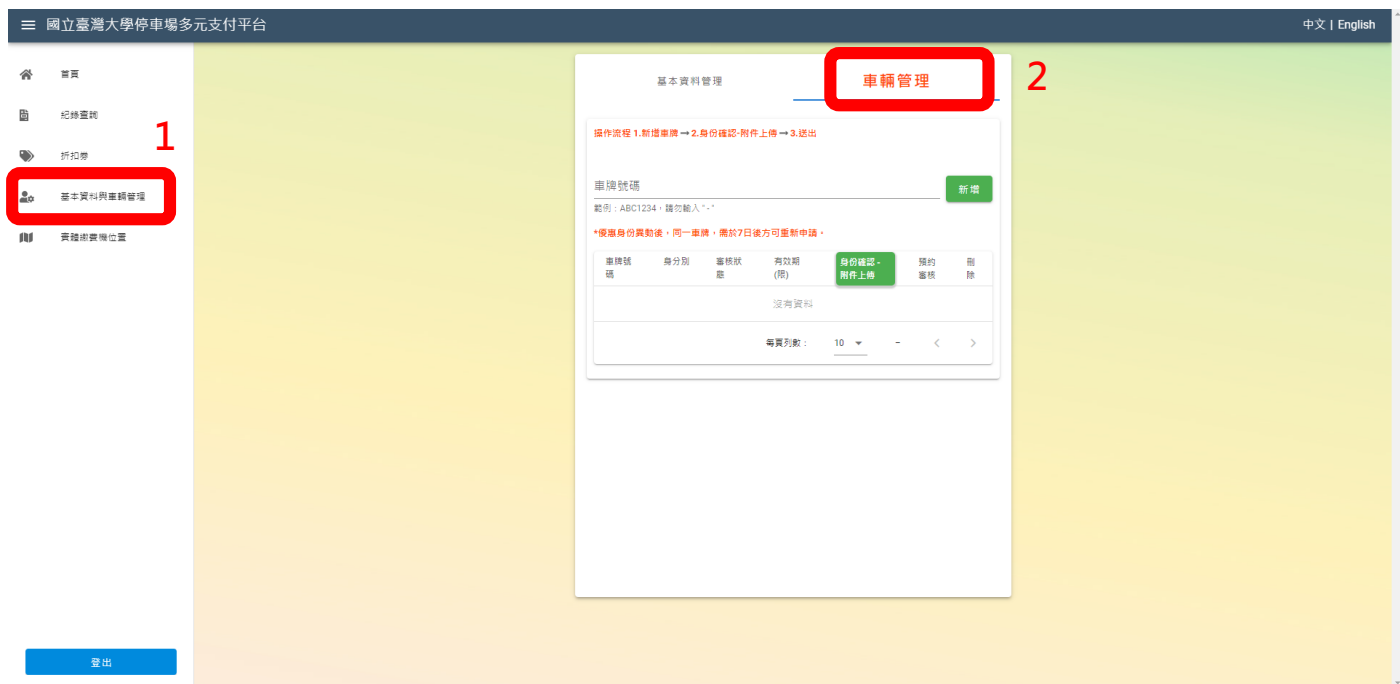 國立臺灣大學停車場多元支付平台
中文 | English
首頁
紀錄查詢
折扣券
1
基本資料與車輛管理
實體繳費機位置
登出
基本資料管理
車輛管理
2
操作流程 1.新增車牌 ➞ 2.身份確認-附件上傳 ➞ 3.送出
車牌號碼
新增
範例：ABC1234，請勿輸入 " - "
*優惠身份異動後，同一車牌，需於7日後方可重新申請。
車牌號碼 身分別 審核狀態 有效期(限) 身份確認 - 附件上傳 預約審核 刪除
沒有資料
每頁列數： 10 –